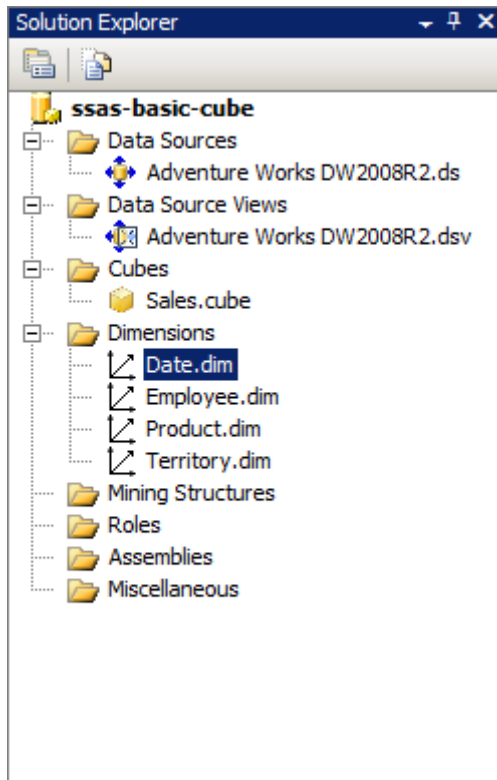 Solution Explorer
ssas-basic-cube
Data Sources
Adventure Works DW2008R2.ds
Data Source Views
Adventure Works DW2008R2.dsv
Cubes
Sales.cube
Dimensions
Date.dim
Employee.dim
Product.dim
Territory.dim
Mining Structures
Roles
Assemblies
Miscellaneous